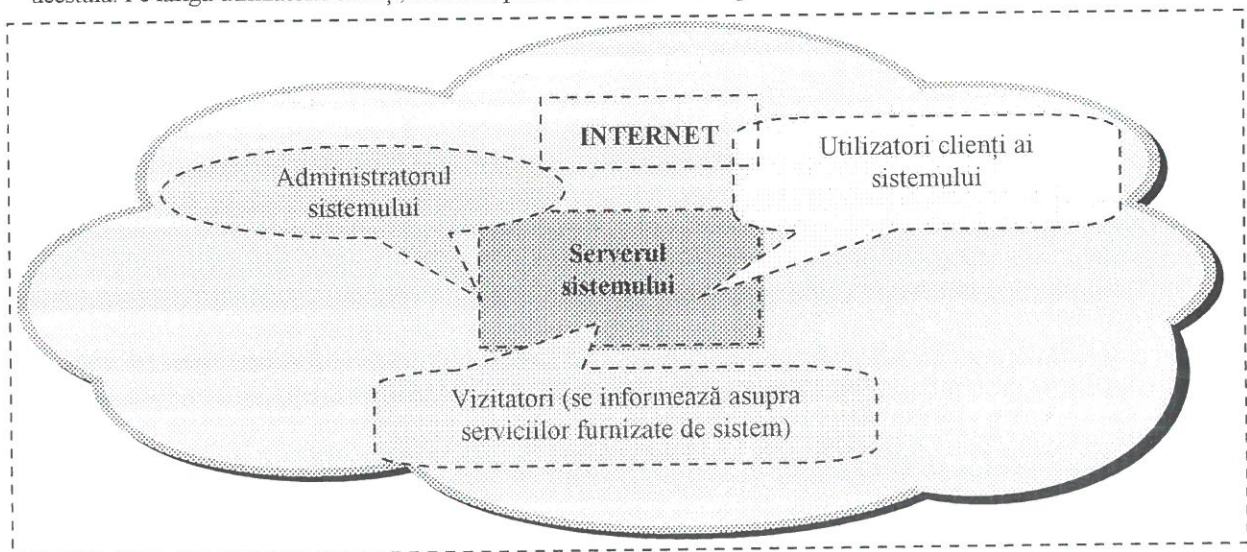 INTERNET
Utilizatori clienți ai
sistemului
Administratorul
sistemului
Serverul
sistemului
Vizitatori (se informează asupra
serviciilor furnizate de sistem)